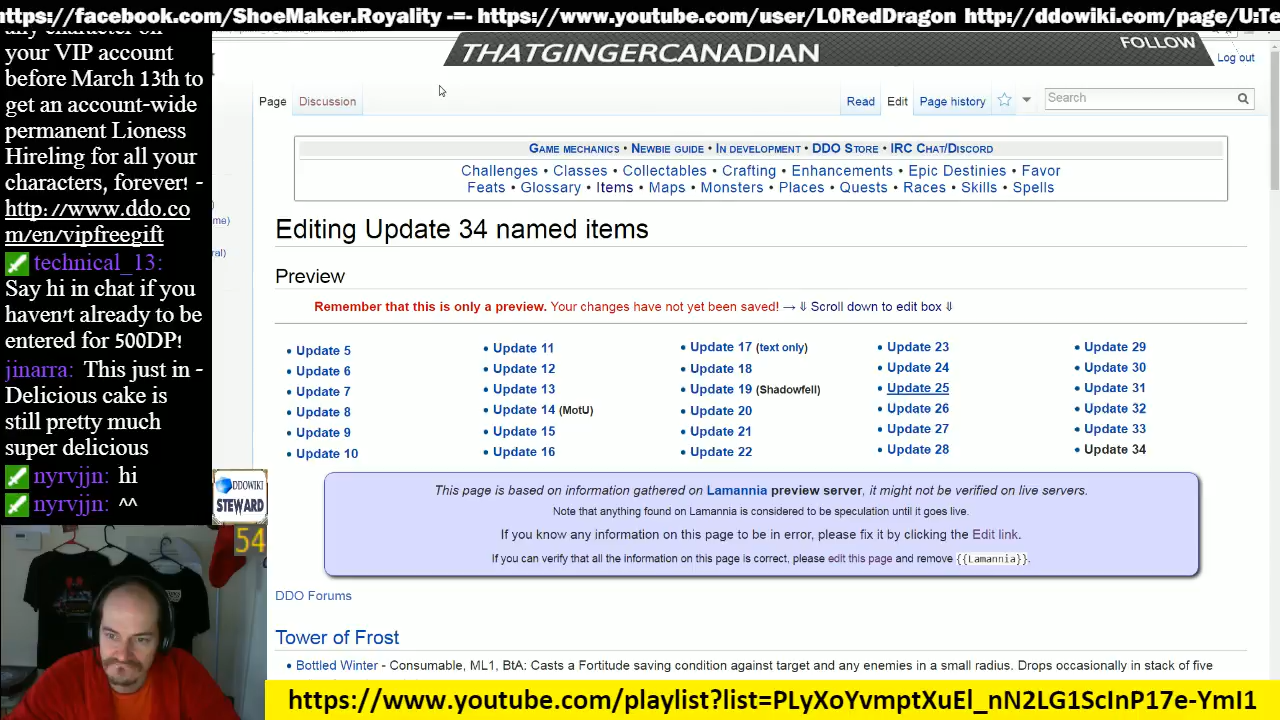 https://facebook.com/ShoeMaker.Royality -=- https://www.youtube.com/user/L0RedDragon http://ddowiki.com/page/U:Te
any character on
your VIP account
before March 13th to
get an account-wide
permanent Lioness
Hireling for all your
characters, forever! -
http://www.ddo.co
m/en/vipfreegift
technical_13:
Say hi in chat if you
haven't already to be
entered for 500DP!
jinarra: This just in -
Delicious cake is
still pretty much
super delicious
nyrvjjn: hi
nyrvjjn: ^^
DDOWIKI
STEWARD
54
THATGINGERCANADIAN
FOLLOW
Log out
Page Discussion Read Edit Page history Search
Game mechanics • Newbie guide • In development • DDO Store • IRC Chat/Discord
Challenges • Classes • Collectables • Crafting • Enhancements • Epic Destinies • Favor
Feats • Glossary • Items • Maps • Monsters • Places • Quests • Races • Skills • Spells
Editing Update 34 named items
Preview
Remember that this is only a preview. Your changes have not yet been saved! → ⇓ Scroll down to edit box ⇓
• Update 5
• Update 6
• Update 7
• Update 8
• Update 9
• Update 10
• Update 11
• Update 12
• Update 13
• Update 14 (MotU)
• Update 15
• Update 16
• Update 17 (text only)
• Update 18
• Update 19 (Shadowfell)
• Update 20
• Update 21
• Update 22
• Update 23
• Update 24
• Update 25
• Update 26
• Update 27
• Update 28
• Update 29
• Update 30
• Update 31
• Update 32
• Update 33
• Update 34
This page is based on information gathered on Lamannia preview server, it might not be verified on live servers.
Note that anything found on Lamannia is considered to be speculation until it goes live.
If you know any information on this page to be in error, please fix it by clicking the Edit link.
If you can verify that all the information on this page is correct, please edit this page and remove {{Lamannia}}.
DDO Forums
Tower of Frost
• Bottled Winter - Consumable, ML1, BtA: Casts a Fortitude saving condition against target and any enemies in a small radius. Drops occasionally in stack of five
https://www.youtube.com/playlist?list=PLyXoYvmptXuEl_nN2LG1ScInP17e-YmI1